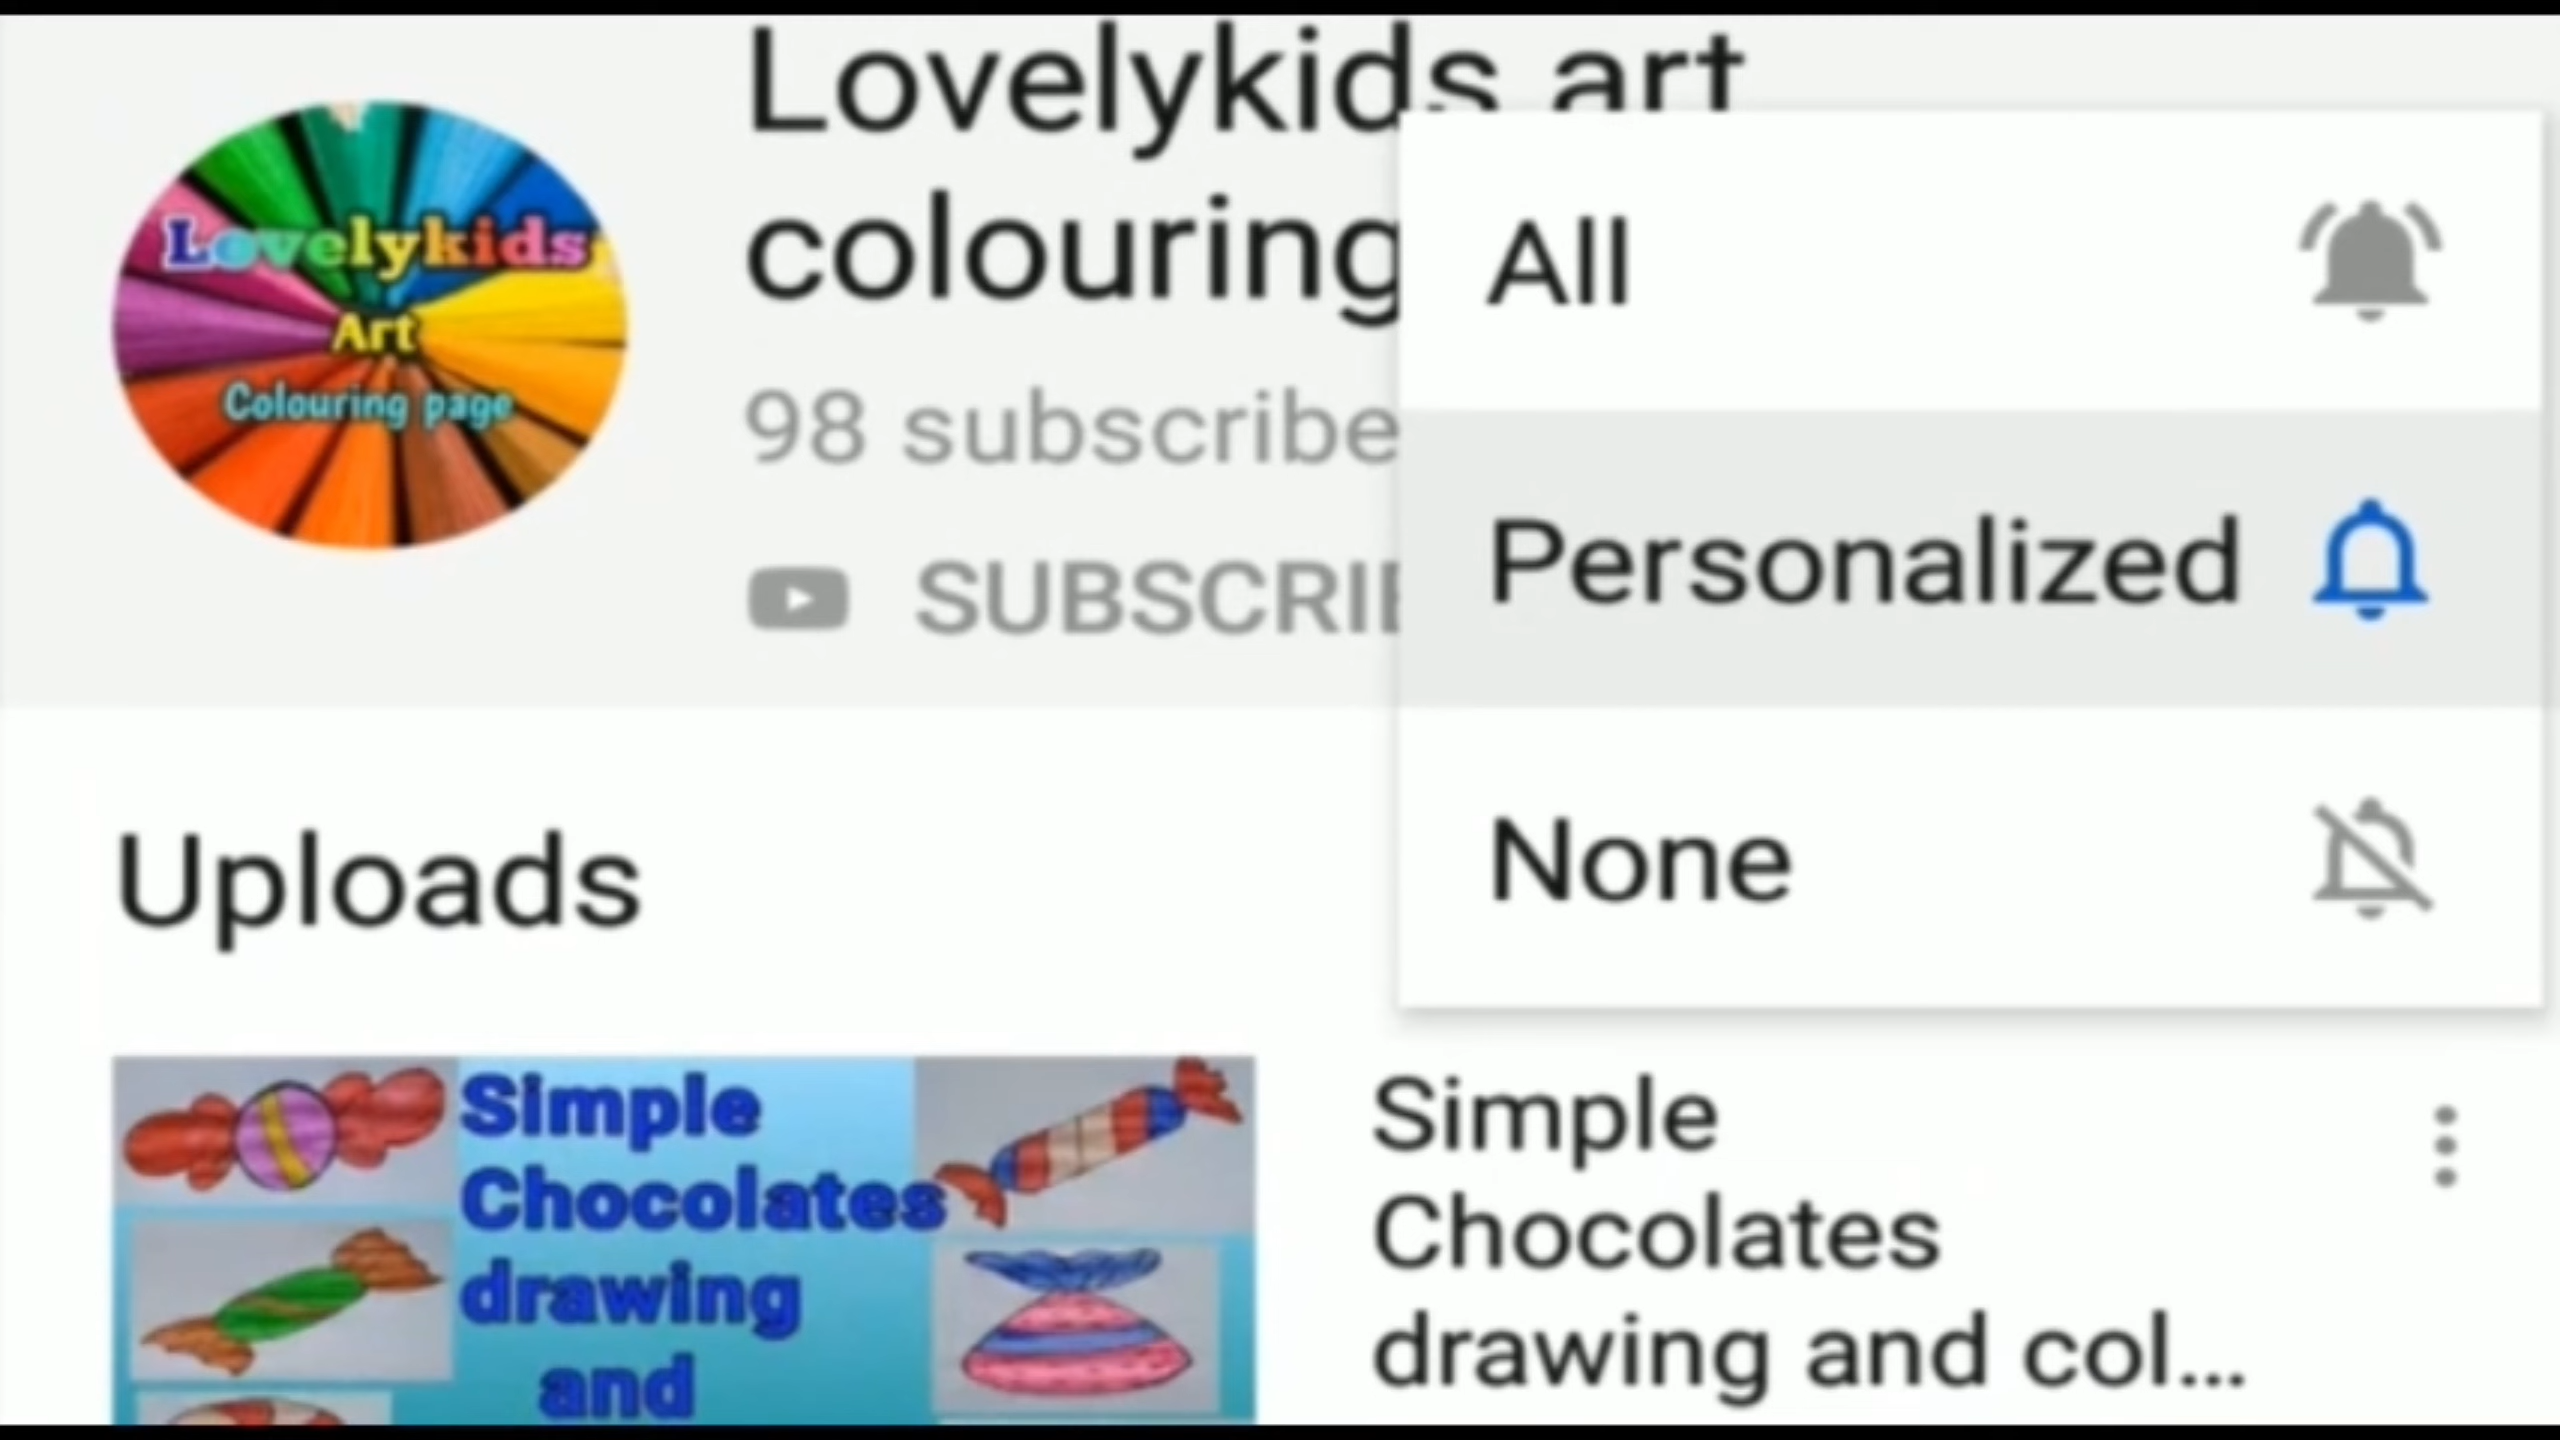 Lovelykids art
colouring
98 subscribe
SUBSCRIB
Lovelykids
Art
Colouring page
All
Personalized
None
Uploads
Simple
Chocolates
drawing
and
Simple
Chocolates
drawing and col...